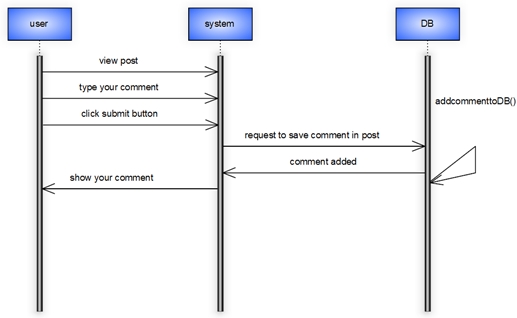 user
system
DB
view post
type your comment
addcommenttoDB()
click submit button
request to save comment in post
comment added
show your comment